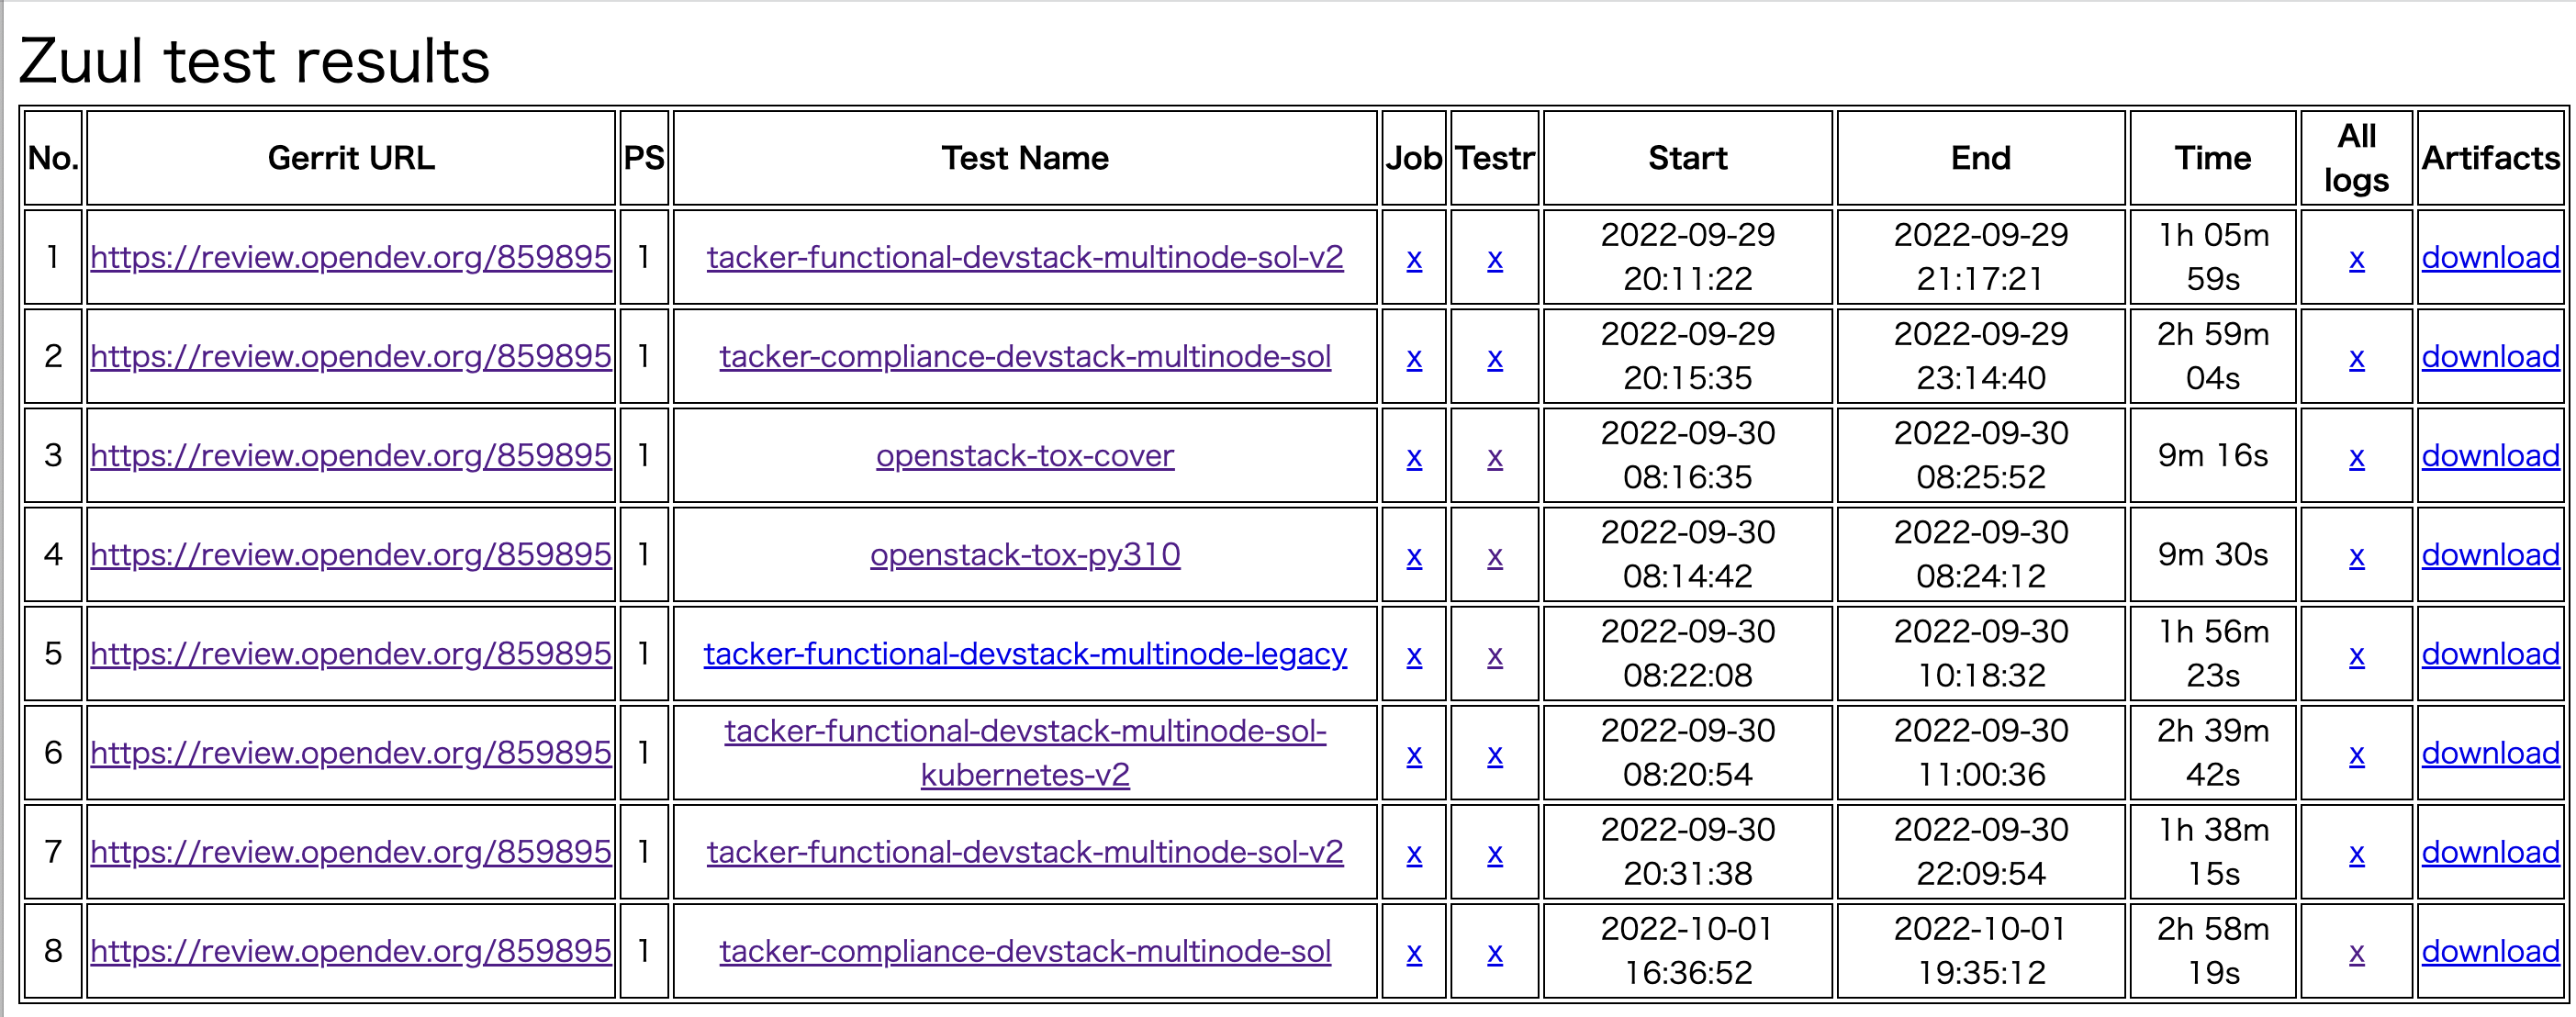 Zuul test results
No. Gerrit URL PS Test Name Job Testr Start End Time All logs Artifacts
1 https://review.opendev.org/859895 1 tacker-functional-devstack-multinode-sol-v2 x x 2022-09-29 20:11:22 2022-09-29 21:17:21 1h 05m 59s x download
2 https://review.opendev.org/859895 1 tacker-compliance-devstack-multinode-sol x x 2022-09-29 20:15:35 2022-09-29 23:14:40 2h 59m 04s x download
3 https://review.opendev.org/859895 1 openstack-tox-cover x x 2022-09-30 08:16:35 2022-09-30 08:25:52 9m 16s x download
4 https://review.opendev.org/859895 1 openstack-tox-py310 x x 2022-09-30 08:14:42 2022-09-30 08:24:12 9m 30s x download
5 https://review.opendev.org/859895 1 tacker-functional-devstack-multinode-legacy x x 2022-09-30 08:22:08 2022-09-30 10:18:32 1h 56m 23s x download
6 https://review.opendev.org/859895 1 tacker-functional-devstack-multinode-sol-kubernetes-v2 x x 2022-09-30 08:20:54 2022-09-30 11:00:36 2h 39m 42s x download
7 https://review.opendev.org/859895 1 tacker-functional-devstack-multinode-sol-v2 x x 2022-09-30 20:31:38 2022-09-30 22:09:54 1h 38m 15s x download
8 https://review.opendev.org/859895 1 tacker-compliance-devstack-multinode-sol x x 2022-10-01 16:36:52 2022-10-01 19:35:12 2h 58m 19s x download